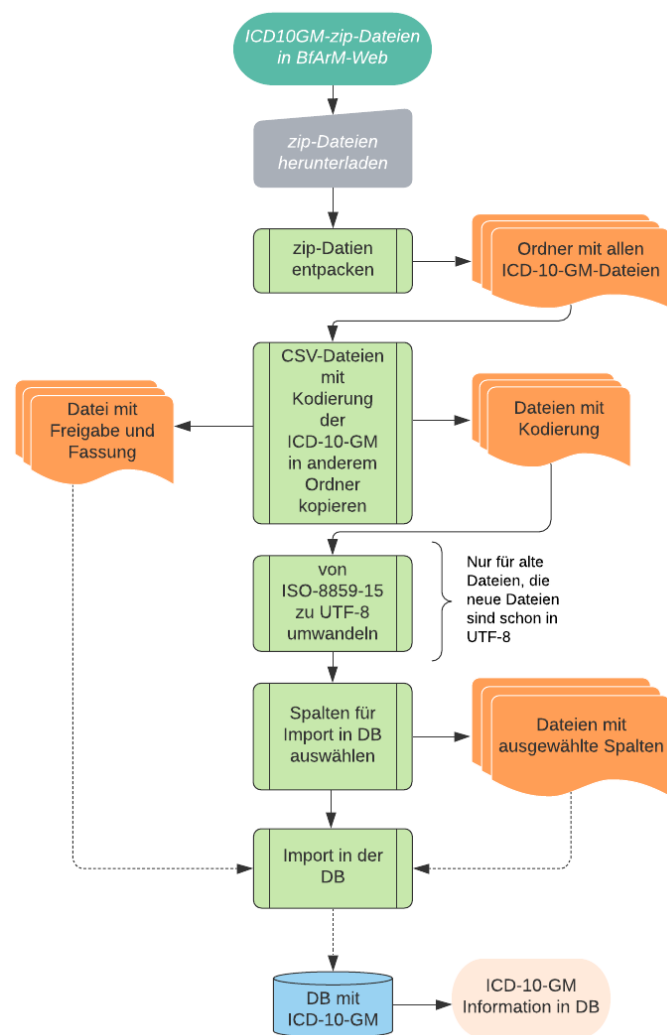 ICD10GM-zip-Dateien
in BfArM-Web
zip-Dateien
herunterladen
zip-Datien
entpacken
Ordner mit allen
ICD-10-GM-Dateien
CSV-Dateien
mit
Kodierung
der
ICD-10-GM
in anderem
Ordner
kopieren
Datei mit
Freigabe und
Fassung
Dateien mit
Kodierung
von
ISO-8859-15
zu UTF-8
umwandeln
Nur für alte
Dateien, die
neue Dateien
sind schon in
UTF-8
Spalten für
Import in DB
auswählen
Dateien mit
ausgewählte Spalten
Import in der
DB
DB mit
ICD-10-GM
ICD-10-GM
Information in DB